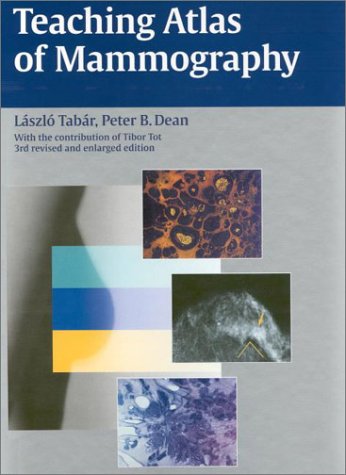 Teaching Atlas
of Mammography
László Tabár, Peter B. Dean
With the contribution of Tibor Tot
3rd revised and enlarged edition